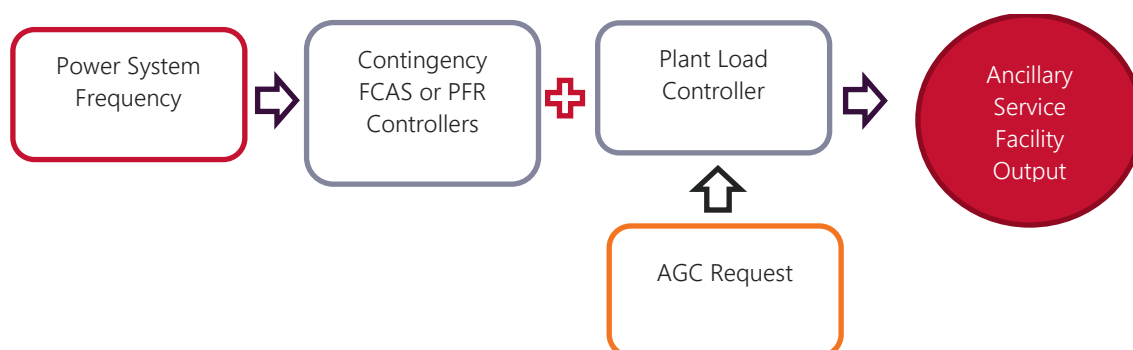 Power System
Frequency
Contingency
FCAS or PFR
Controllers
Plant Load
Controller
Ancillary
Service
Facility
Output
AGC Request